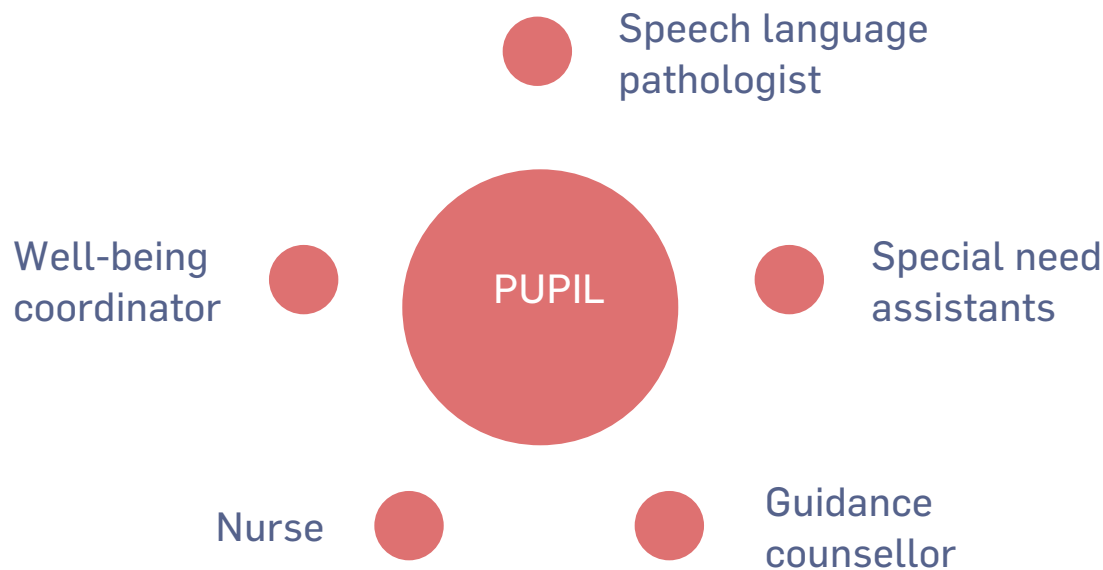 Speech language
pathologist
Well-being
coordinator
PUPIL
Special need
assistants
Nurse
Guidance
counsellor